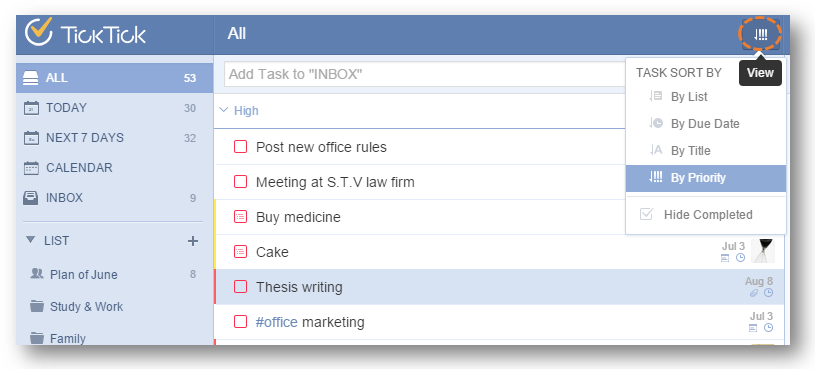 TickTick
All
ALL 53
TODAY 30
NEXT 7 DAYS 32
CALENDAR
INBOX 9
LIST +
Plan of June 8
Study & Work
Family
Add Task to "INBOX"
High
Post new office rules
Meeting at S.T.V law firm
Buy medicine
Cake
Jul 3
Thesis writing
Aug 8
#office marketing
Jul 3
TASK SORT BY
View
By List
By Due Date
By Title
By Priority
Hide Completed